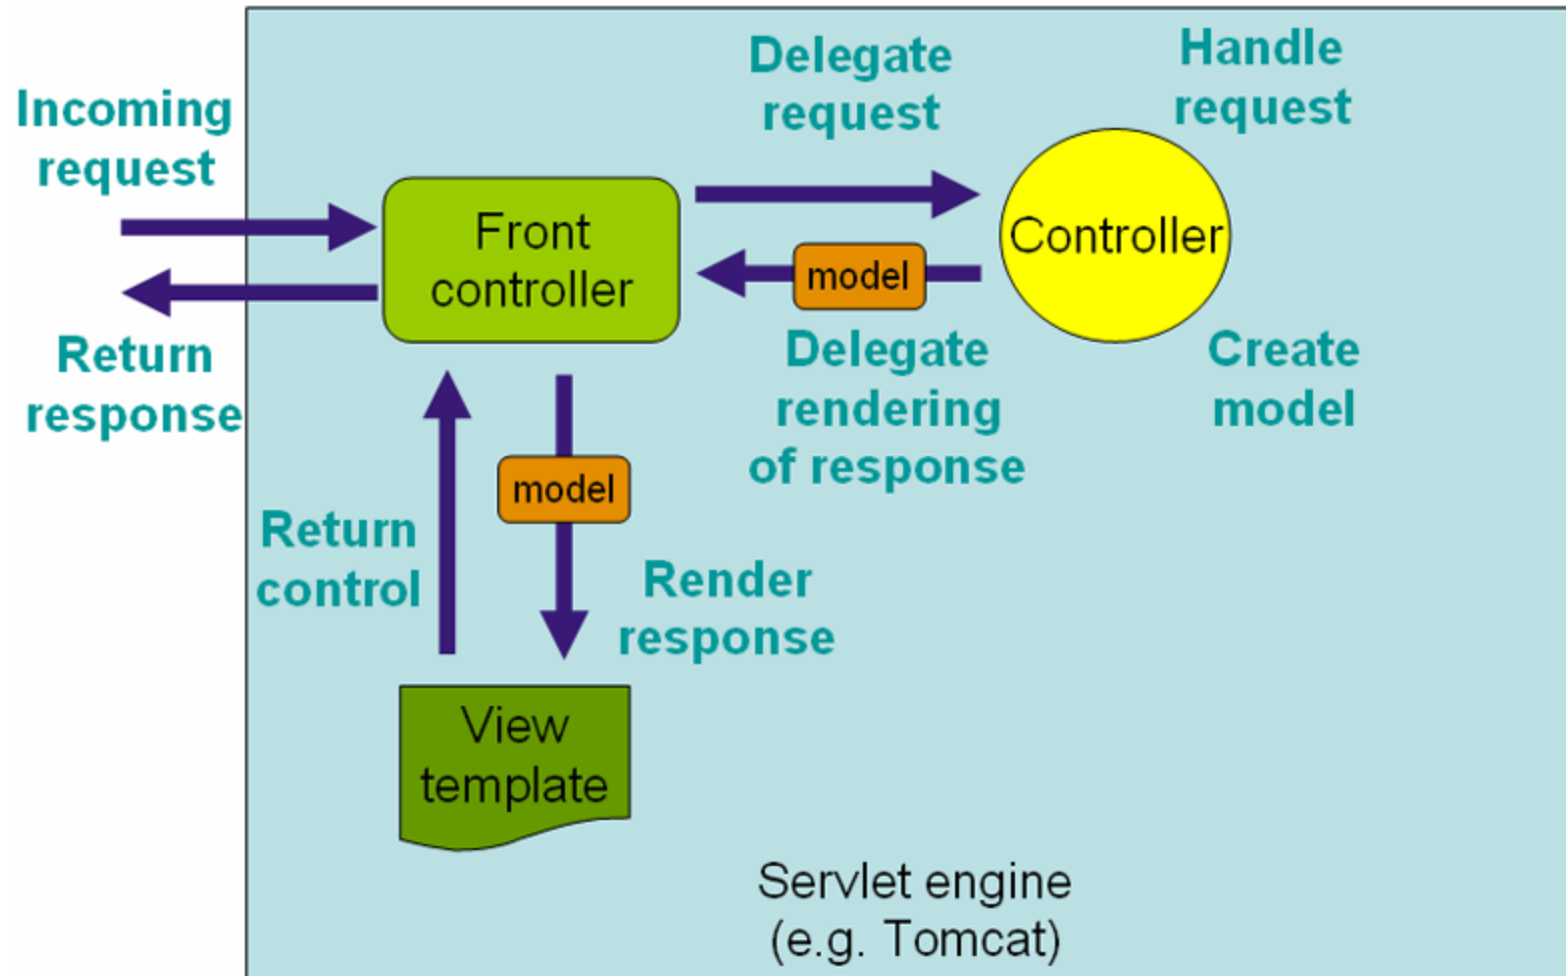 Incoming
request
Delegate
request
Handle
request
Front
controller
Controller
model
Return
response
Delegate
rendering
of response
Create
model
model
Return
control
Render
response
View
template
Servlet engine
(e.g. Tomcat)